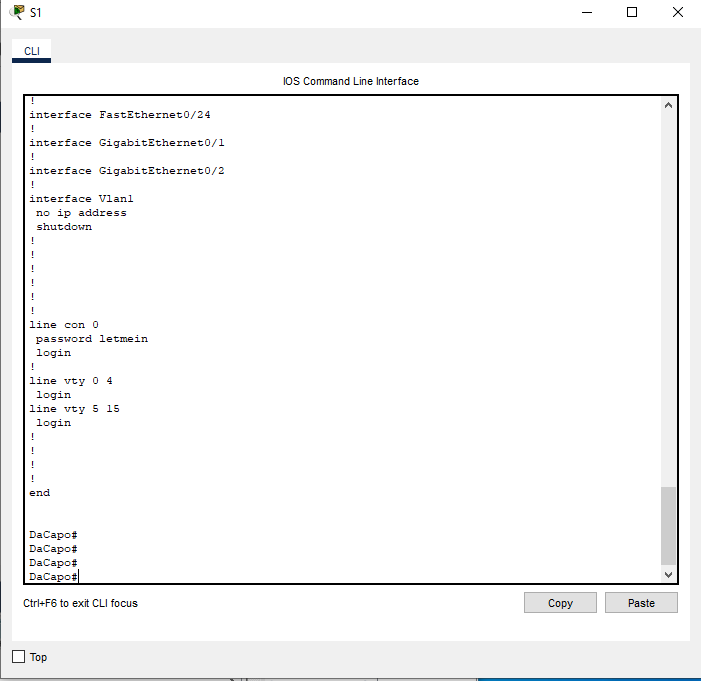 S1
CLI
IOS Command Line Interface
!
interface FastEthernet0/24
!
interface GigabitEthernet0/1
!
interface GigabitEthernet0/2
!
interface Vlan1
 no ip address
 shutdown
!
!
!
!
!
!
line con 0
 password letmein
 login
!
line vty 0 4
 login
line vty 5 15
 login
!
!
!
!
end
DaCapo#
DaCapo#
DaCapo#
DaCapo#
Ctrl+F6 to exit CLI focus
Copy
Paste
Top